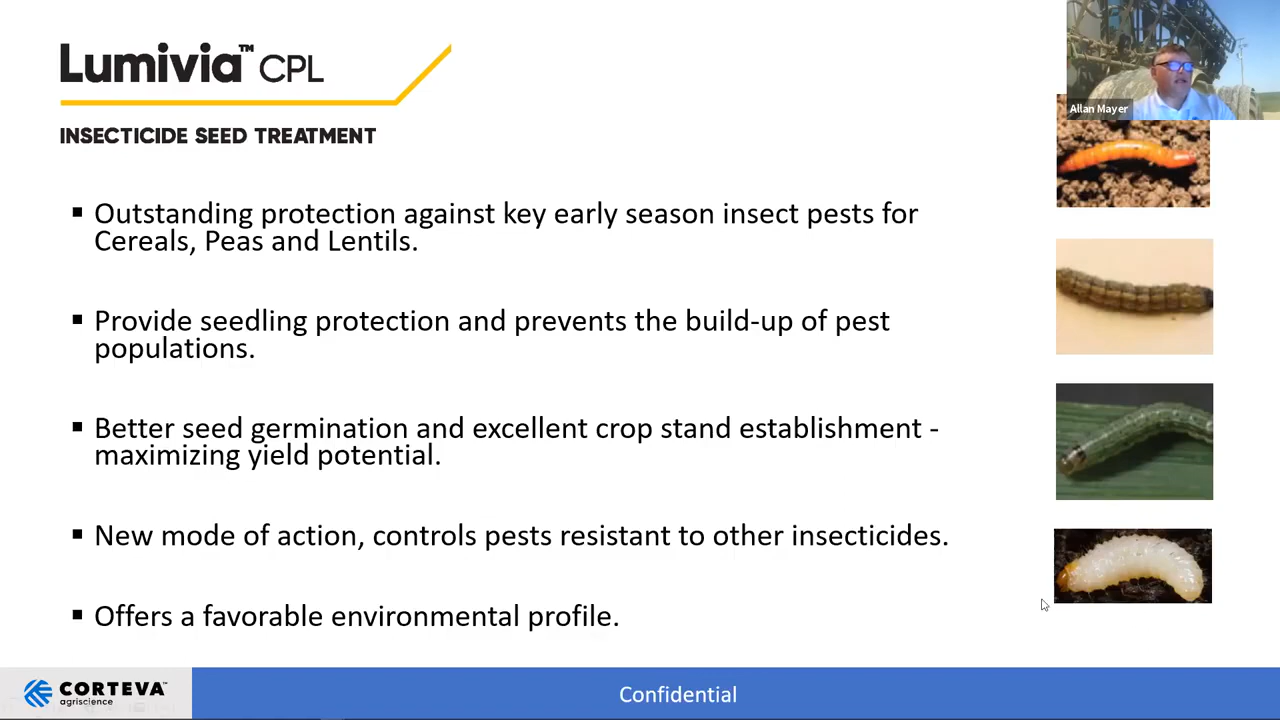 Lumivia™ CPL
Allan Mayer
INSECTICIDE SEED TREATMENT
▪ Outstanding protection against key early season insect pests for
Cereals, Peas and Lentils.
▪ Provide seedling protection and prevents the build-up of pest
populations.
▪ Better seed germination and excellent crop stand establishment -
maximizing yield potential.
▪ New mode of action, controls pests resistant to other insecticides.
▪ Offers a favorable environmental profile.
CORTEVA™
agriscience
Confidential